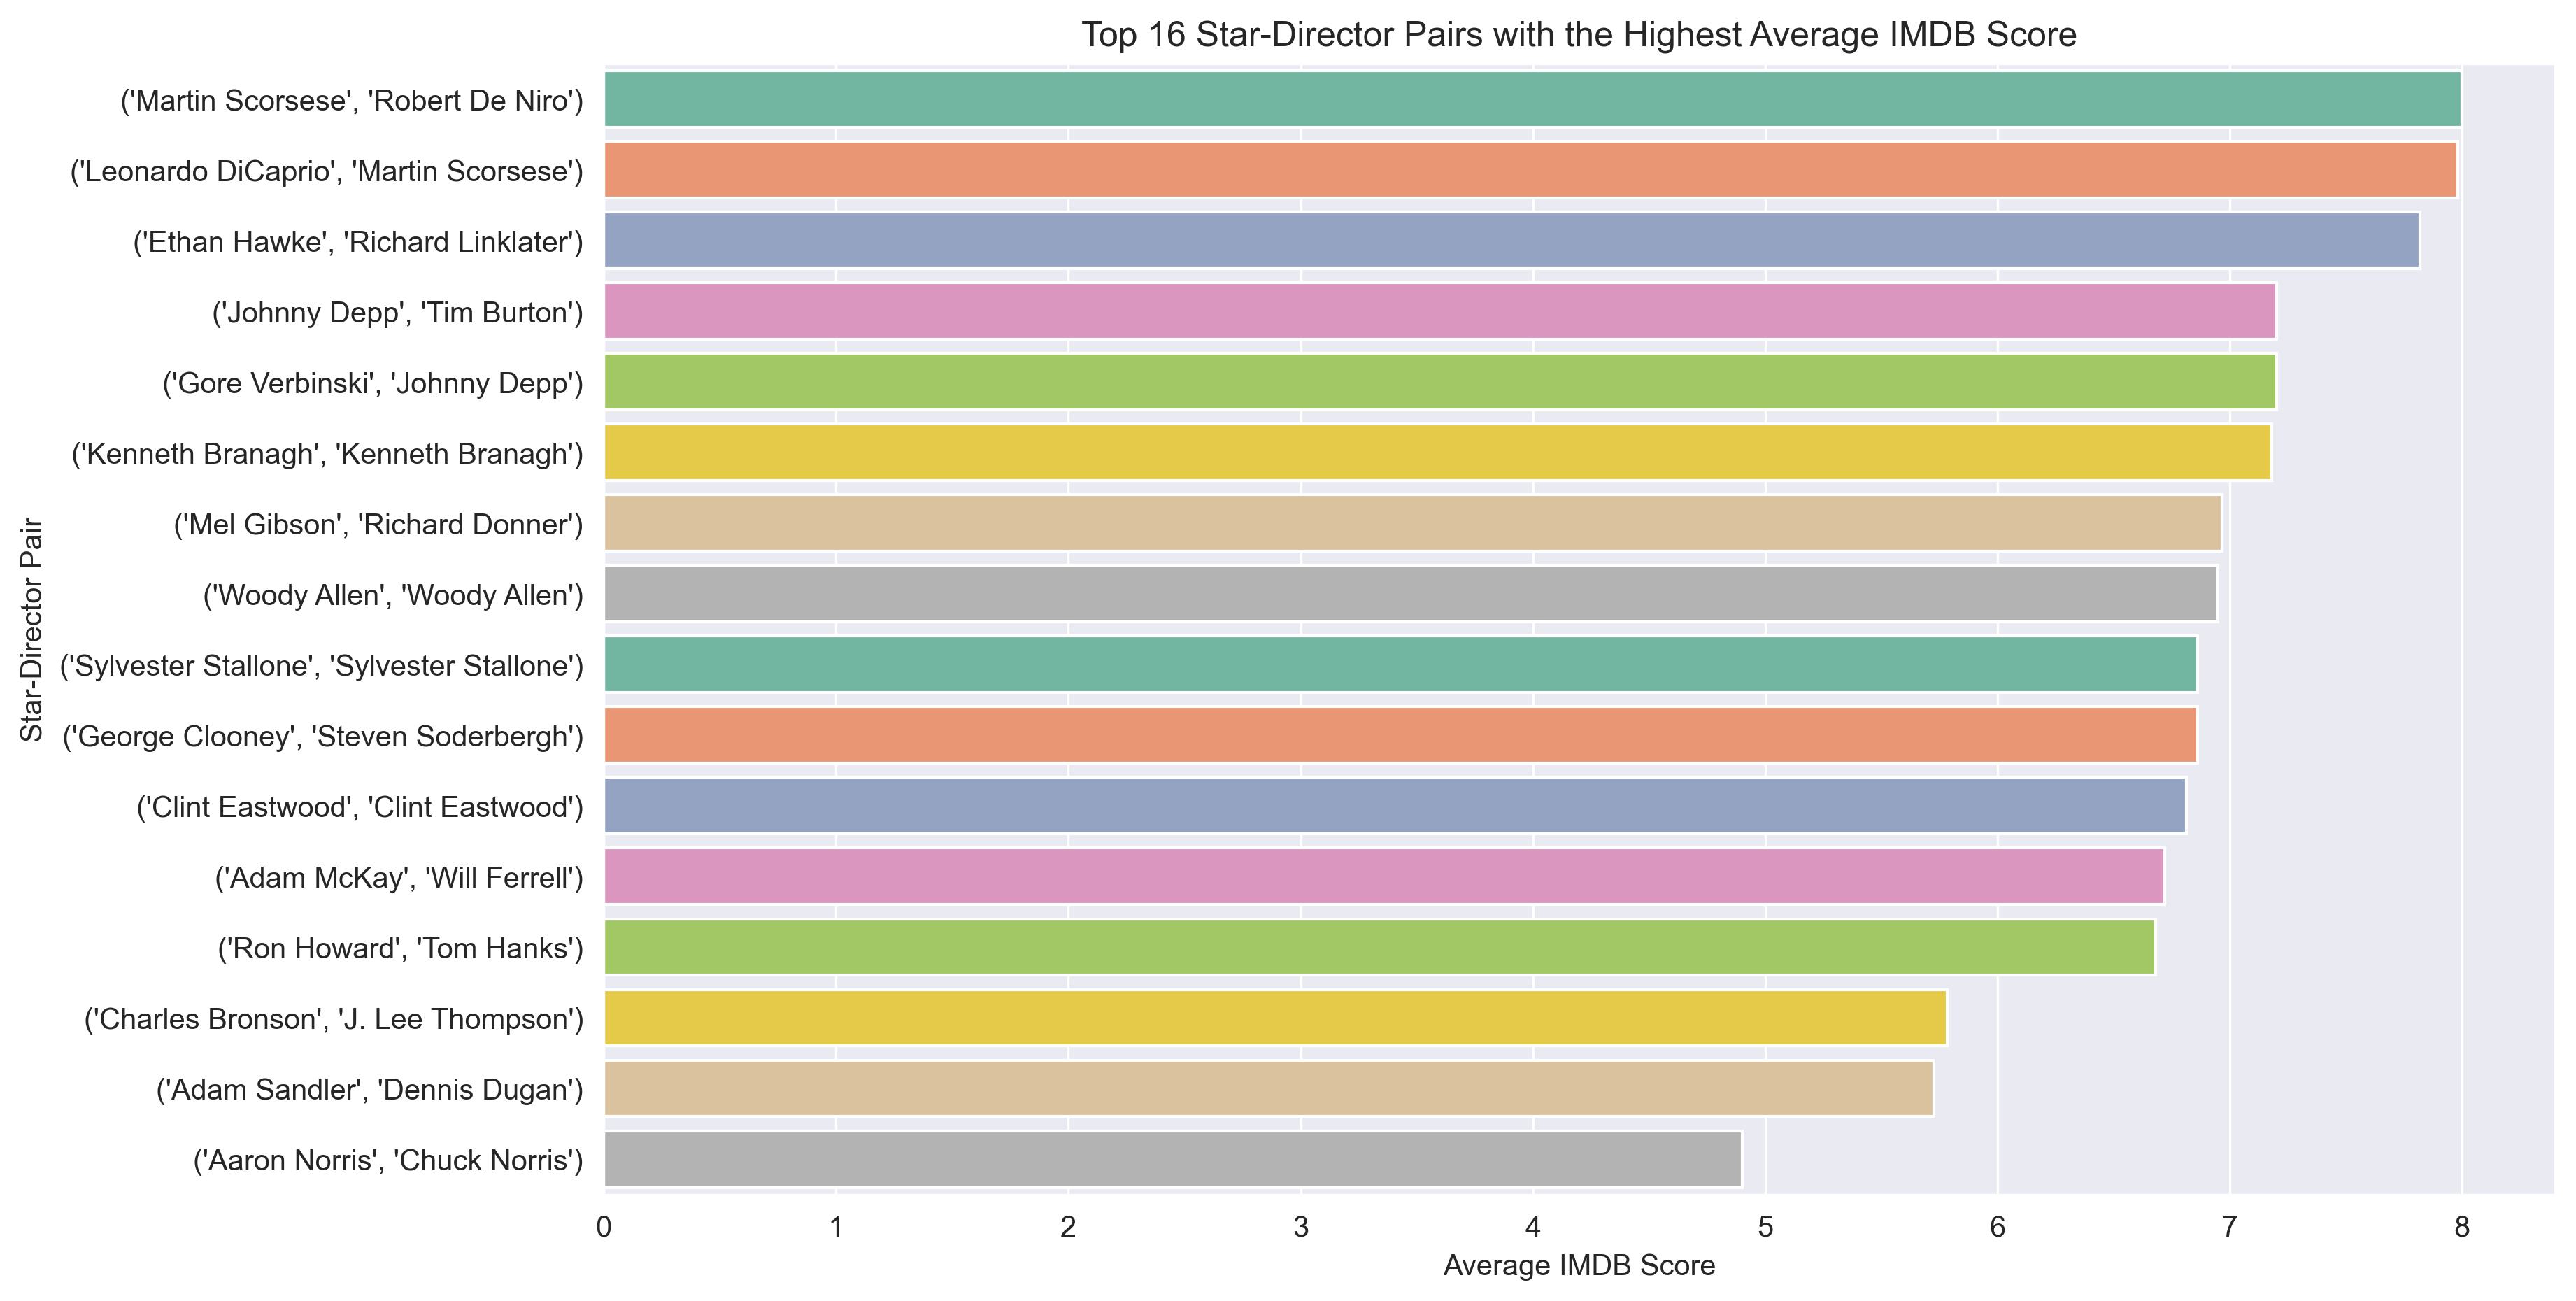 Top 16 Star-Director Pairs with the Highest Average IMDB Score
Star-Director Pair
('Martin Scorsese', 'Robert De Niro')
('Leonardo DiCaprio', 'Martin Scorsese')
('Ethan Hawke', 'Richard Linklater')
('Johnny Depp', 'Tim Burton')
('Gore Verbinski', 'Johnny Depp')
('Kenneth Branagh', 'Kenneth Branagh')
('Mel Gibson', 'Richard Donner')
('Woody Allen', 'Woody Allen')
('Sylvester Stallone', 'Sylvester Stallone')
('George Clooney', 'Steven Soderbergh')
('Clint Eastwood', 'Clint Eastwood')
('Adam McKay', 'Will Ferrell')
('Ron Howard', 'Tom Hanks')
('Charles Bronson', 'J. Lee Thompson')
('Adam Sandler', 'Dennis Dugan')
('Aaron Norris', 'Chuck Norris')
0 1 2 3 4 5 6 7 8
Average IMDB Score